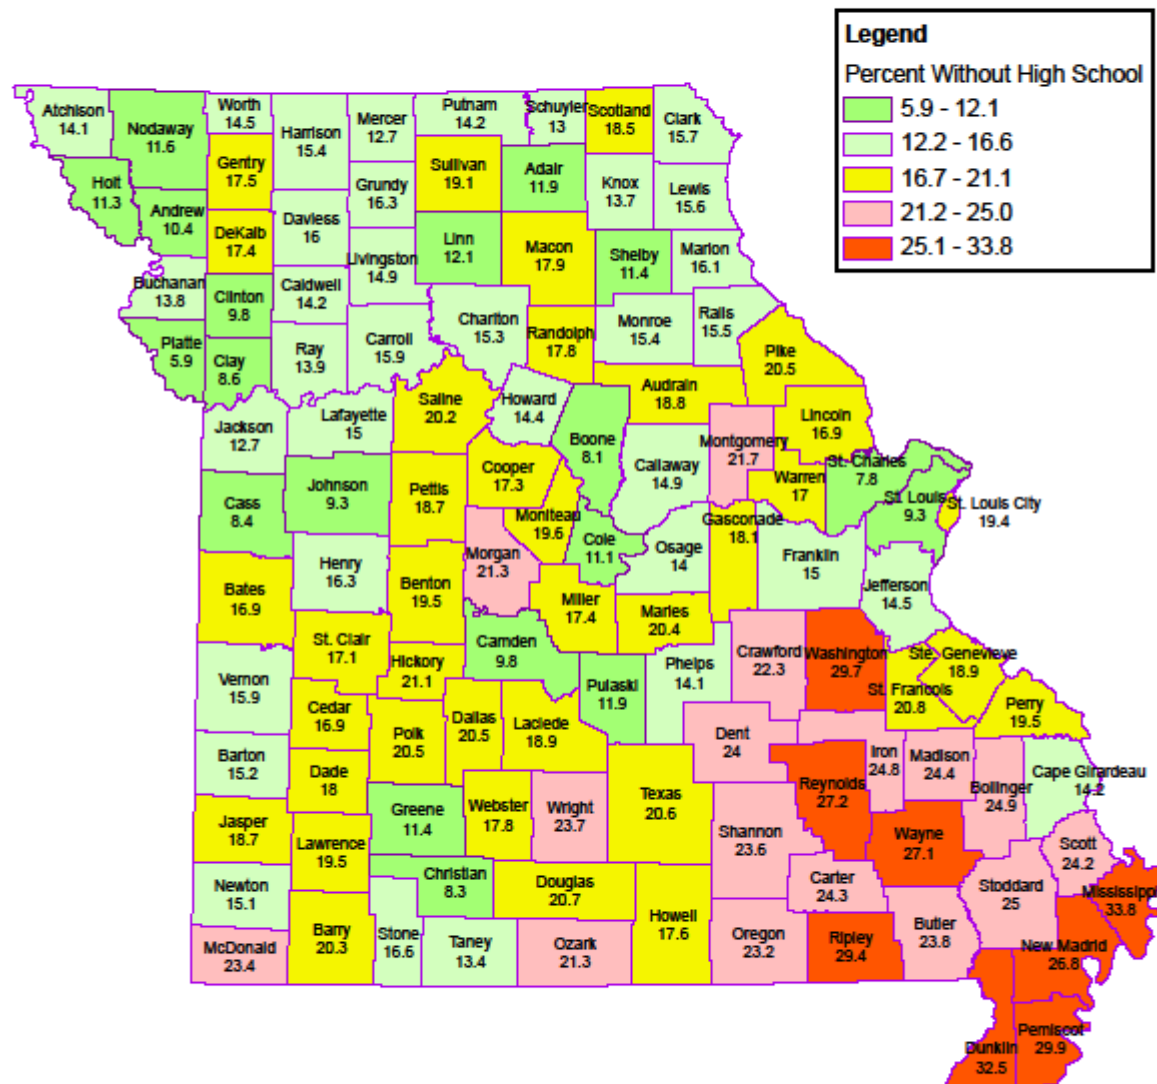 Legend
Percent Without High School
5.9 - 12.1
12.2 - 16.6
16.7 - 21.1
21.2 - 25.0
25.1 - 33.8
Atchison
14.1
Nodaway
11.6
Worth
14.5
Harrison
15.4
Mercer
12.7
Putnam
14.2
Schuyler
13
Scotland
18.5
Clark
15.7
Holt
11.3
Andrew
10.4
Gentry
17.5
DeKalb
17.4
Daviess
16
Grundy
16.3
Sullivan
19.1
Adair
11.9
Knox
13.7
Lewis
15.6
Buchanan
13.8
Clinton
9.8
Caldwell
14.2
Livingston
14.9
Linn
12.1
Macon
17.9
Shelby
11.4
Marion
16.1
Platte
5.9
Clay
8.6
Ray
13.9
Carroll
15.9
Chariton
15.3
Randolph
17.8
Monroe
15.4
Ralls
15.5
Pike
20.5
Jackson
12.7
Lafayette
15
Saline
20.2
Howard
14.4
Boone
8.1
Audrain
18.8
Callaway
14.9
Montgomery
21.7
Lincoln
16.9
Warren
17
St. Charles
7.8
St. Louis
9.3
St. Louis City
19.4
Cass
8.4
Johnson
9.3
Pettis
18.7
Cooper
17.3
Moniteau
19.6
Cole
11.1
Osage
14
Gasconade
18.1
Franklin
15
Jefferson
14.5
Bates
16.9
Henry
16.3
Benton
19.5
Morgan
21.3
Miller
17.4
Maries
20.4
Camden
9.8
St. Clair
17.1
Hickory
21.1
Vernon
15.9
Cedar
16.9
Polk
20.5
Dallas
20.5
Laclede
18.9
Pulaski
11.9
Phelps
14.1
Crawford
22.3
Washington
29.7
Ste. Genevieve
18.9
St. Francois
20.8
Perry
19.5
Barton
15.2
Dade
18
Greene
11.4
Webster
17.8
Wright
23.7
Texas
20.6
Dent
24
Reynolds
27.2
Iron
24.8
Madison
24.4
Bollinger
24.9
Cape Girardeau
14.2
Jasper
18.7
Lawrence
19.5
Christian
8.3
Douglas
20.7
Shannon
23.6
Carter
24.3
Wayne
27.1
Scott
24.2
Stoddard
25
Mississippi
33.8
Newton
15.1
McDonald
23.4
Barry
20.3
Stone
16.6
Taney
13.4
Ozark
21.3
Howell
17.6
Oregon
23.2
Ripley
29.4
Butler
23.8
New Madrid
26.8
Dunklin
32.5
Pemiscot
29.9